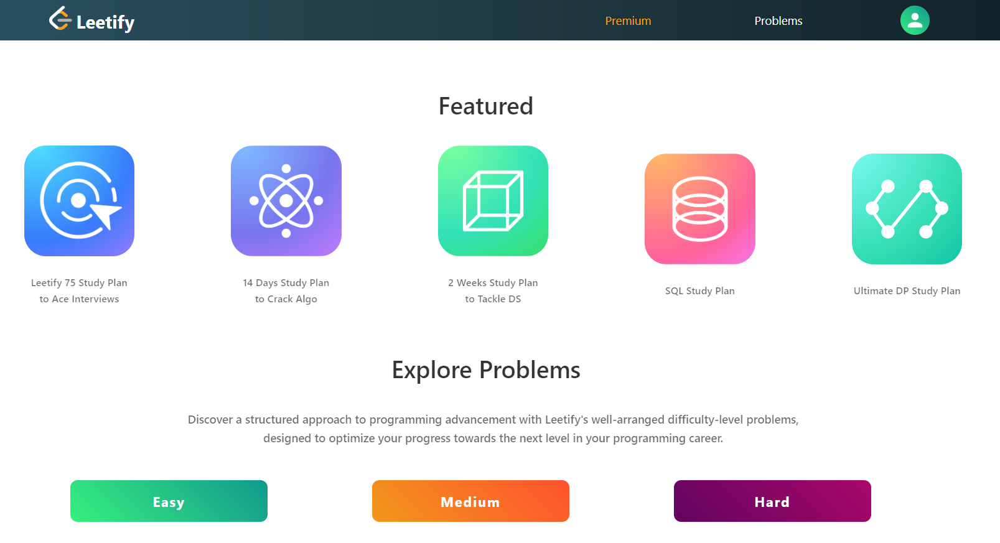 Leetify
Premium
Problems
Featured
Leetify 75 Study Plan
to Ace Interviews
14 Days Study Plan
to Crack Algo
2 Weeks Study Plan
to Tackle DS
SQL Study Plan
Ultimate DP Study Plan
Explore Problems
Discover a structured approach to programming advancement with Leetify's well-arranged difficulty-level problems,
designed to optimize your progress towards the next level in your programming career.
Easy
Medium
Hard